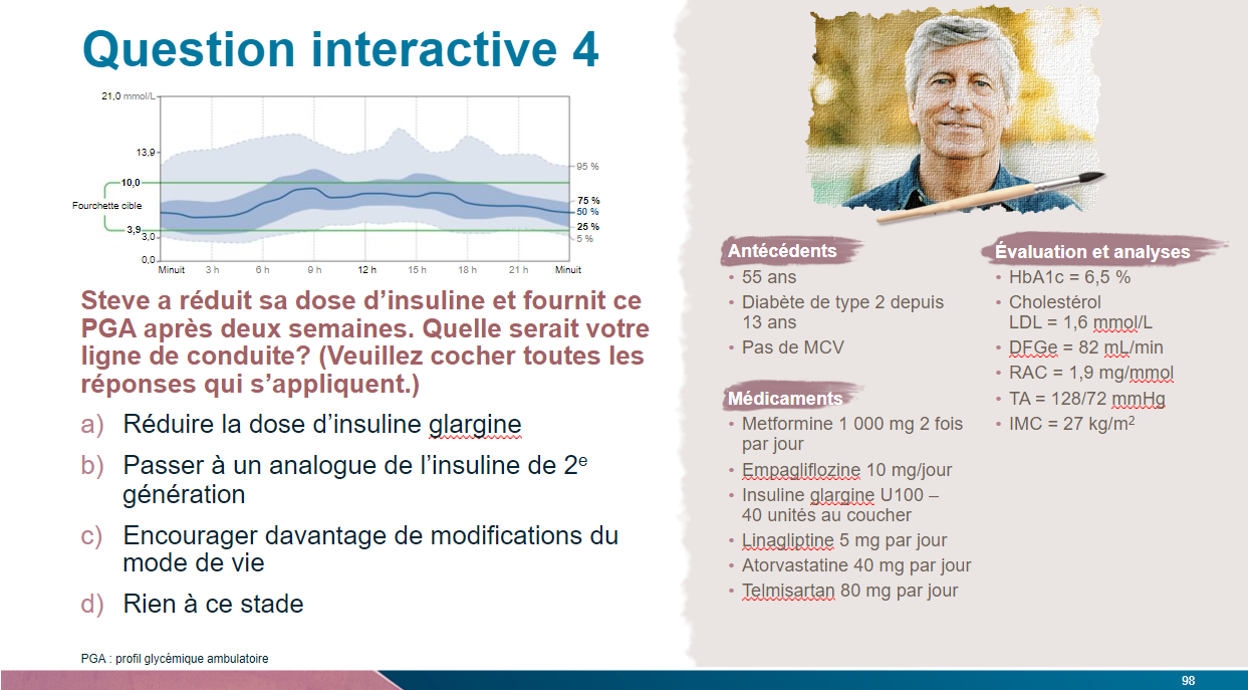 Question interactive 4
21,0 mmol/L
13,9
10,0
Fourchette cible
3,9
3,0
0,0
95 %
75 %
50 %
25 %
5 %
Minuit 3 h 6 h 9 h 12 h 15 h 18 h 21 h Minuit
Steve a réduit sa dose d’insuline et fournit ce
PGA après deux semaines. Quelle serait votre
ligne de conduite? (Veuillez cocher toutes les
réponses qui s’appliquent.)
a) Réduire la dose d’insuline glargine
b) Passer à un analogue de l’insuline de 2e
génération
c) Encourager davantage de modifications du
mode de vie
d) Rien à ce stade
PGA : profil glycémique ambulatoire
Antécédents
• 55 ans
• Diabète de type 2 depuis
13 ans
• Pas de MCV
Médicaments
• Metformine 1 000 mg 2 fois
par jour
• Empagliflozine 10 mg/jour
• Insuline glargine U100 –
40 unités au coucher
• Linagliptine 5 mg par jour
• Atorvastatine 40 mg par jour
• Telmisartan 80 mg par jour
Évaluation et analyses
• HbA1c = 6,5 %
• Cholestérol
LDL = 1,6 mmol/L
• DFGe = 82 mL/min
• RAC = 1,9 mg/mmol
• TA = 128/72 mmHg
• IMC = 27 kg/m²
98